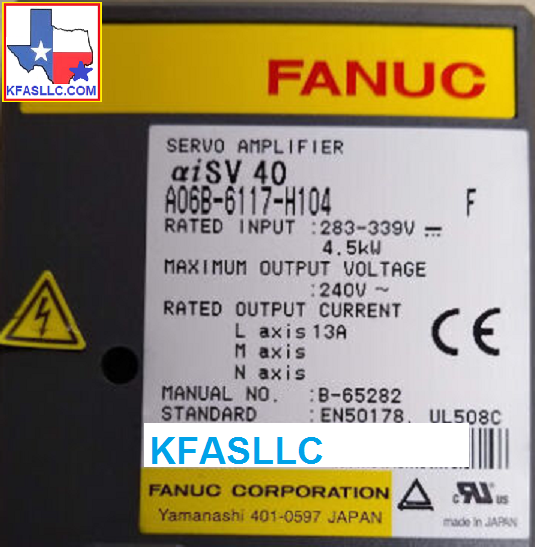 KFASLLC.COM
FANUC
SERVO AMPLIFIER
αiSV 40
A06B-6117-H104 F
RATED INPUT :283-339V ⎓
4.5kW
MAXIMUM OUTPUT VOLTAGE
:240V ~
RATED OUTPUT CURRENT
L axis 13A
M axis
N axis
CE
MANUAL NO. :B-65282
STANDARD :EN50178, UL508C
KFASLLC
FANUC CORPORATION
Yamanashi 401-0597 JAPAN
c RU us
made in JAPAN